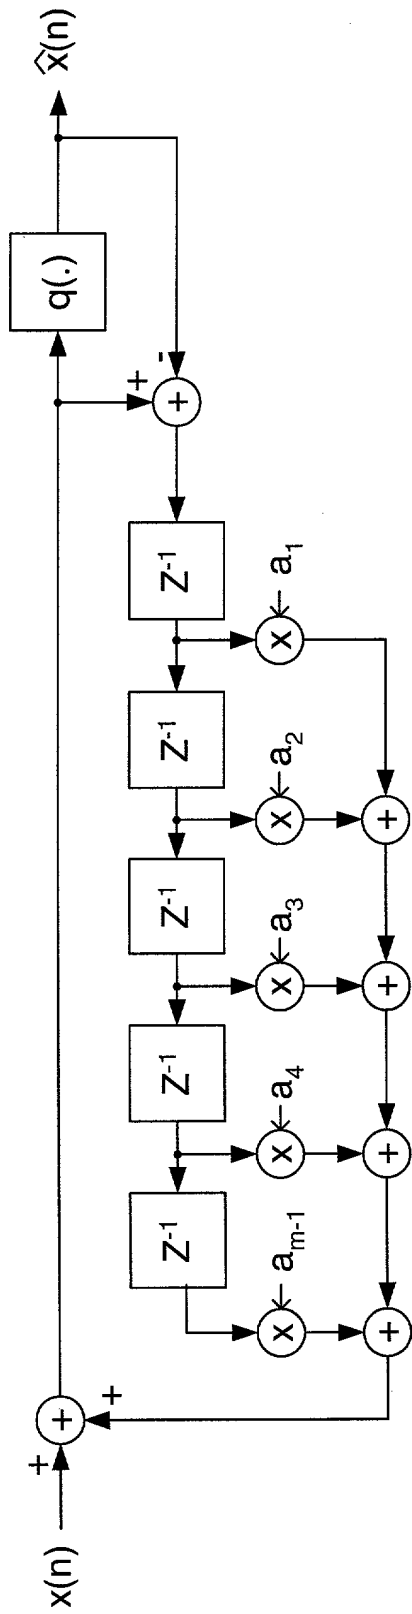 x(n)
+
+
+
q(.)
x̂(n)
+
-
+
Z⁻¹
Z⁻¹
Z⁻¹
Z⁻¹
Z⁻¹
x
aₘ₋₁
x
a₄
x
a₃
x
a₂
x
a₁
+
+
+
+